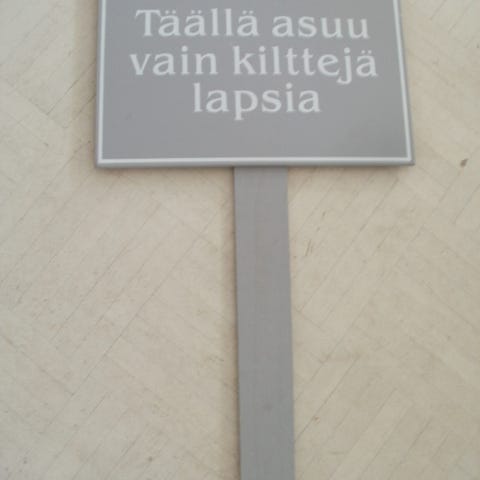 Täällä asuu
vain kilttejä
lapsia